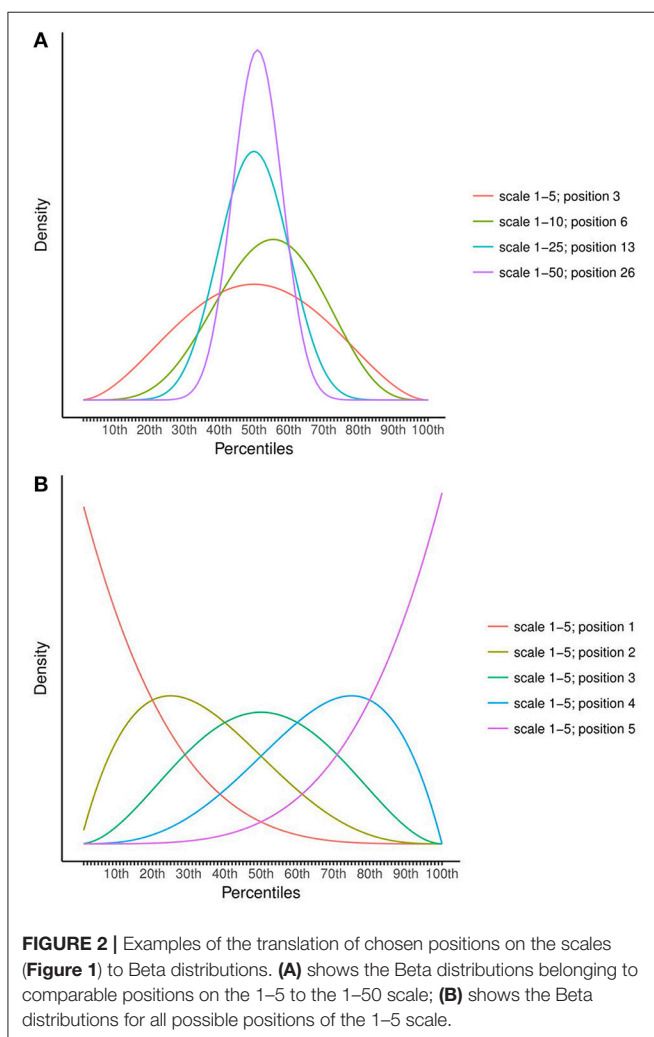 A
Density
scale 1–5; position 3
scale 1–10; position 6
scale 1–25; position 13
scale 1–50; position 26
10th 20th 30th 40th 50th 60th 70th 80th 90th 100th
Percentiles
B
Density
scale 1–5; position 1
scale 1–5; position 2
scale 1–5; position 3
scale 1–5; position 4
scale 1–5; position 5
10th 20th 30th 40th 50th 60th 70th 80th 90th 100th
Percentiles
FIGURE 2 | Examples of the translation of chosen positions on the scales
(Figure 1) to Beta distributions. (A) shows the Beta distributions belonging to
comparable positions on the 1–5 to the 1–50 scale; (B) shows the Beta
distributions for all possible positions of the 1–5 scale.